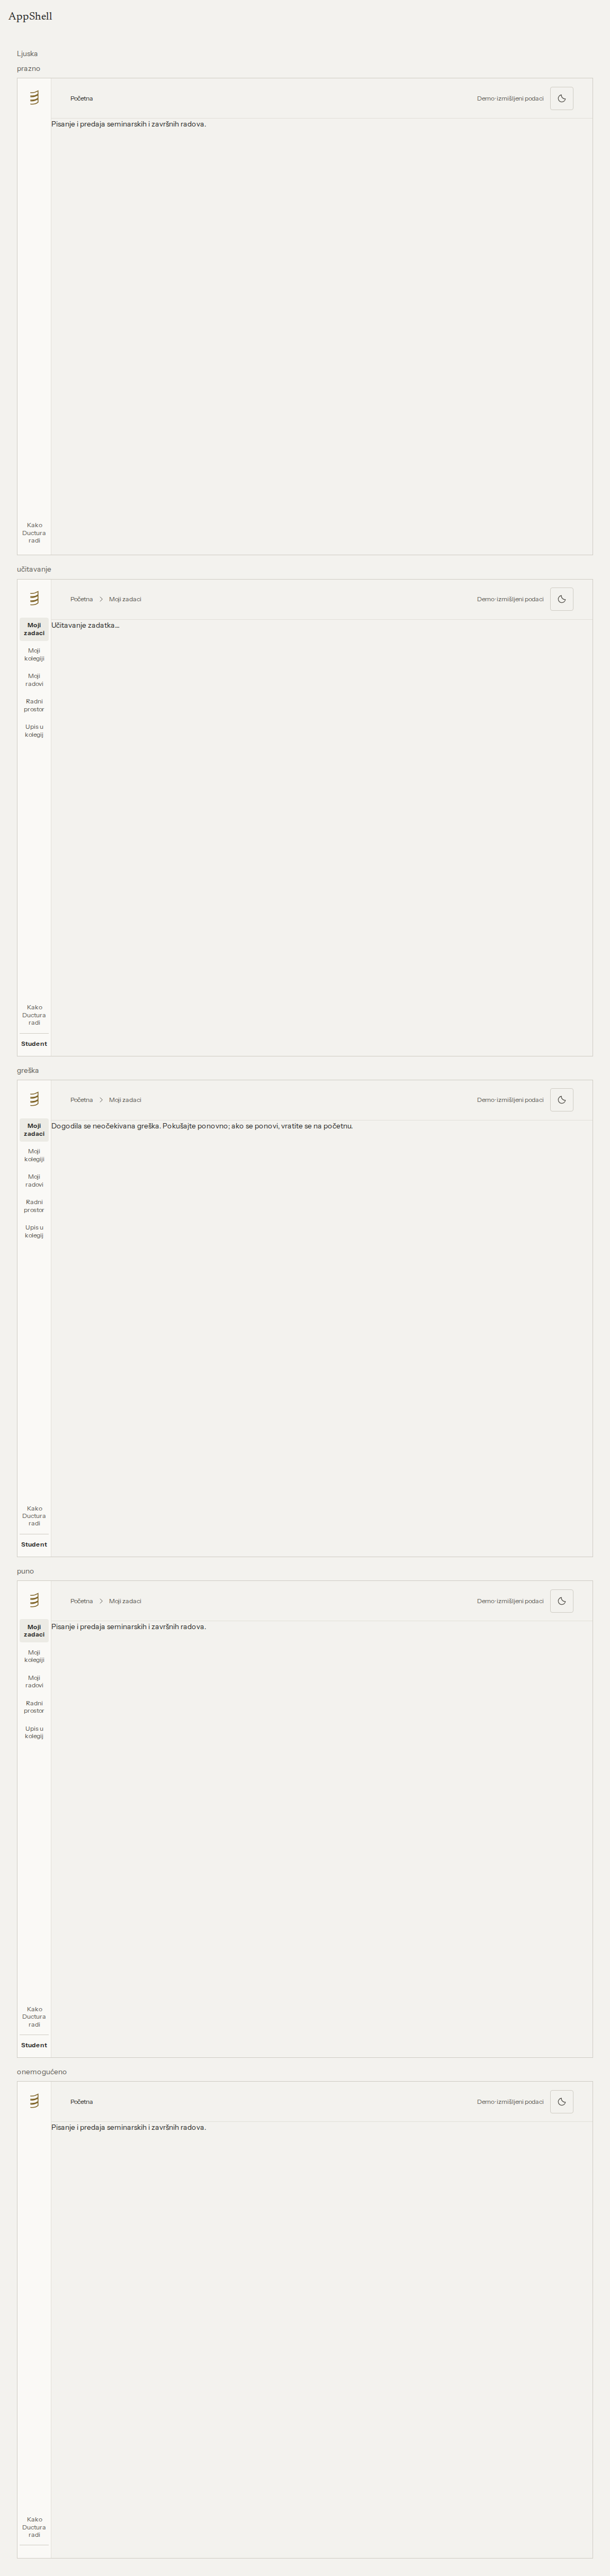 AppShell
Ljuska
prazno
Početna
Demo · izmišljeni podaci
Pisanje i predaja seminarskih i završnih radova.
Kako
Ductura
radi
učitavanje
Početna
Moji zadaci
Demo · izmišljeni podaci
Moji
zadaci
Učitavanje zadatka…
Moji
kolegiji
Moji
radovi
Radni
prostor
Upis u
kolegij
Kako
Ductura
radi
Student
greška
Početna
Moji zadaci
Demo · izmišljeni podaci
Moji
zadaci
Dogodila se neočekivana greška. Pokušajte ponovno; ako se ponovi, vratite se na početnu.
Moji
kolegiji
Moji
radovi
Radni
prostor
Upis u
kolegij
Kako
Ductura
radi
Student
puno
Početna
Moji zadaci
Demo · izmišljeni podaci
Moji
zadaci
Pisanje i predaja seminarskih i završnih radova.
Moji
kolegiji
Moji
radovi
Radni
prostor
Upis u
kolegij
Kako
Ductura
radi
Student
onemogućeno
Početna
Demo · izmišljeni podaci
Pisanje i predaja seminarskih i završnih radova.
Kako
Ductura
radi